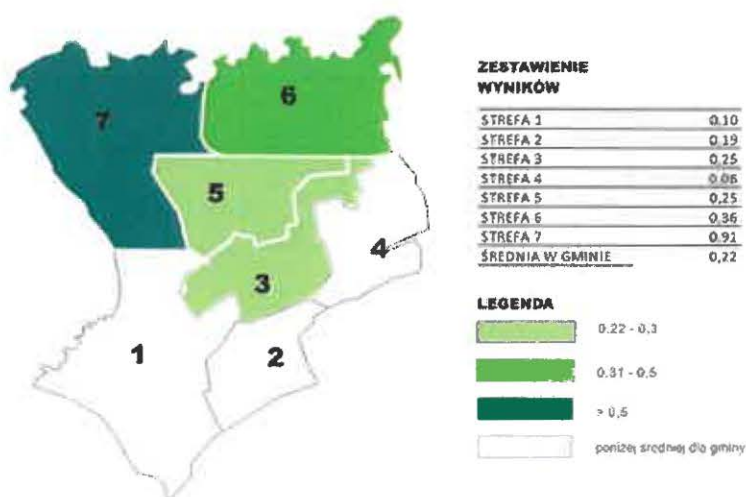 7
6
5
4
3
1
2
ZESTAWIENIE
WYNIKÓW
STREFA 1 0,10
STREFA 2 0,19
STREFA 3 0,25
STREFA 4 0,06
STREFA 5 0,25
STREFA 6 0,36
STREFA 7 0,91
ŚREDNIA W GMINIE 0,22
LEGENDA
0,22 - 0,3
0,31 - 0,5
> 0,5
poniżej średniej dla gminy